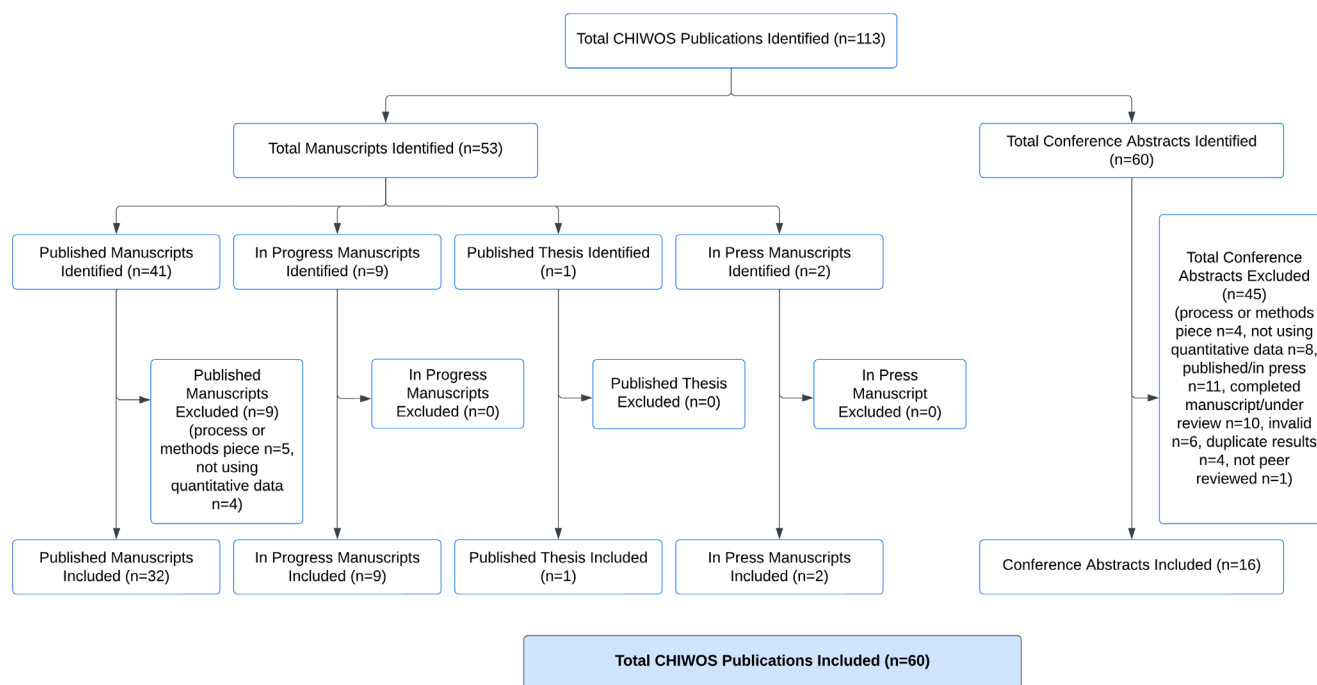 Total CHIWOS Publications Identified (n=113)
Total Manuscripts Identified (n=53)
Total Conference Abstracts Identified
(n=60)
Published Manuscripts
Identified (n=41)
In Progress Manuscripts
Identified (n=9)
Published Thesis Identified
(n=1)
In Press Manuscripts
Identified (n=2)
Total Conference
Abstracts Excluded
(n=45)
(process or methods
piece n=4, not using
quantitative data n=8,
published/in press
n=11, completed
manuscript/under
review n=10, invalid
n=6, duplicate results
n=4, not peer
reviewed n=1)
Published
Manuscripts
Excluded (n=9)
(process or
methods piece n=5,
not using
quantitative data
n=4)
In Progress
Manuscripts
Excluded (n=0)
Published Thesis
Excluded (n=0)
In Press
Manuscript
Excluded (n=0)
Published Manuscripts
Included (n=32)
In Progress Manuscripts
Included (n=9)
Published Thesis Included
(n=1)
In Press Manuscripts
Included (n=2)
Conference Abstracts Included (n=16)
Total CHIWOS Publications Included (n=60)